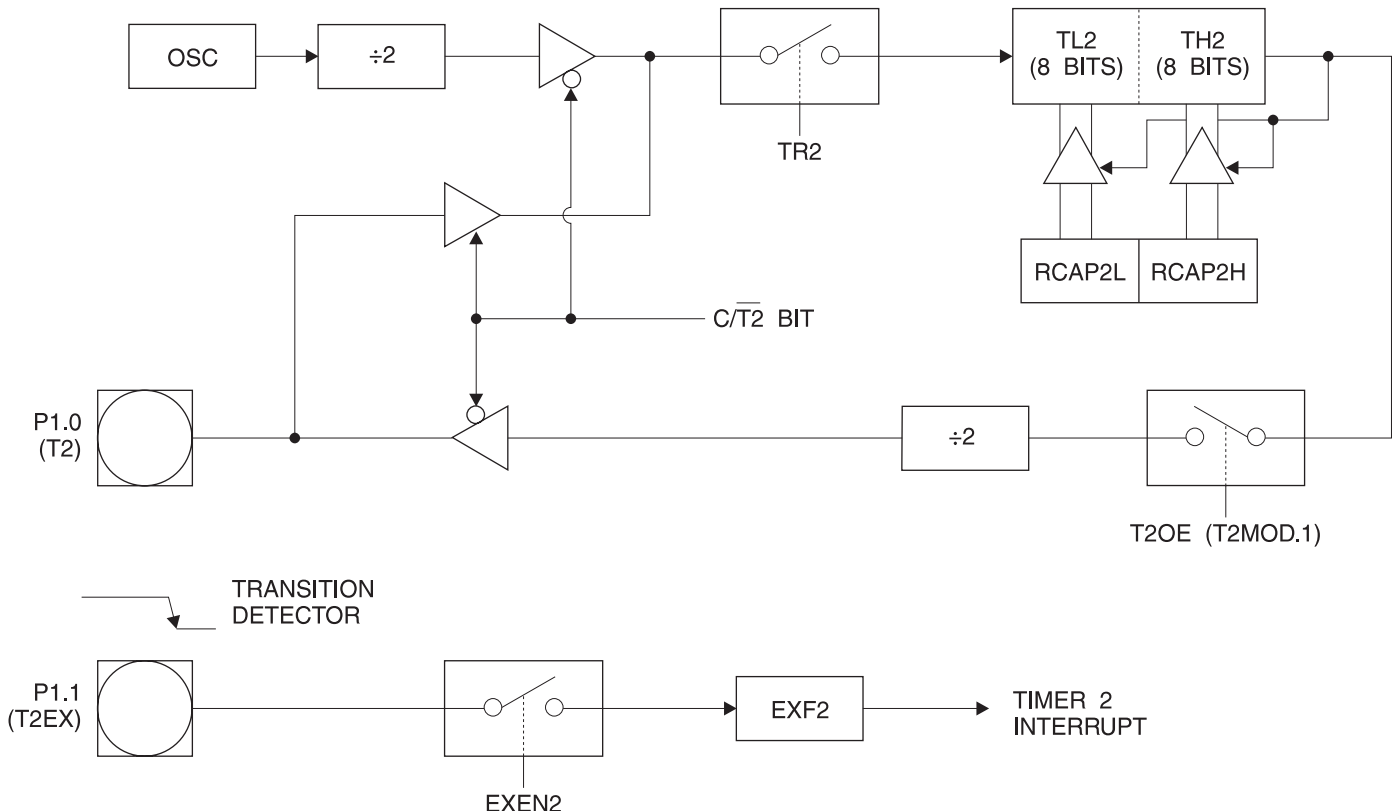 OSC
÷2
TL2
(8 BITS)
TH2
(8 BITS)
TR2
RCAP2L
RCAP2H
C/T̅2̅ BIT
P1.0
(T2)
÷2
T2OE (T2MOD.1)
TRANSITION
DETECTOR
P1.1
(T2EX)
EXF2
TIMER 2
INTERRUPT
EXEN2